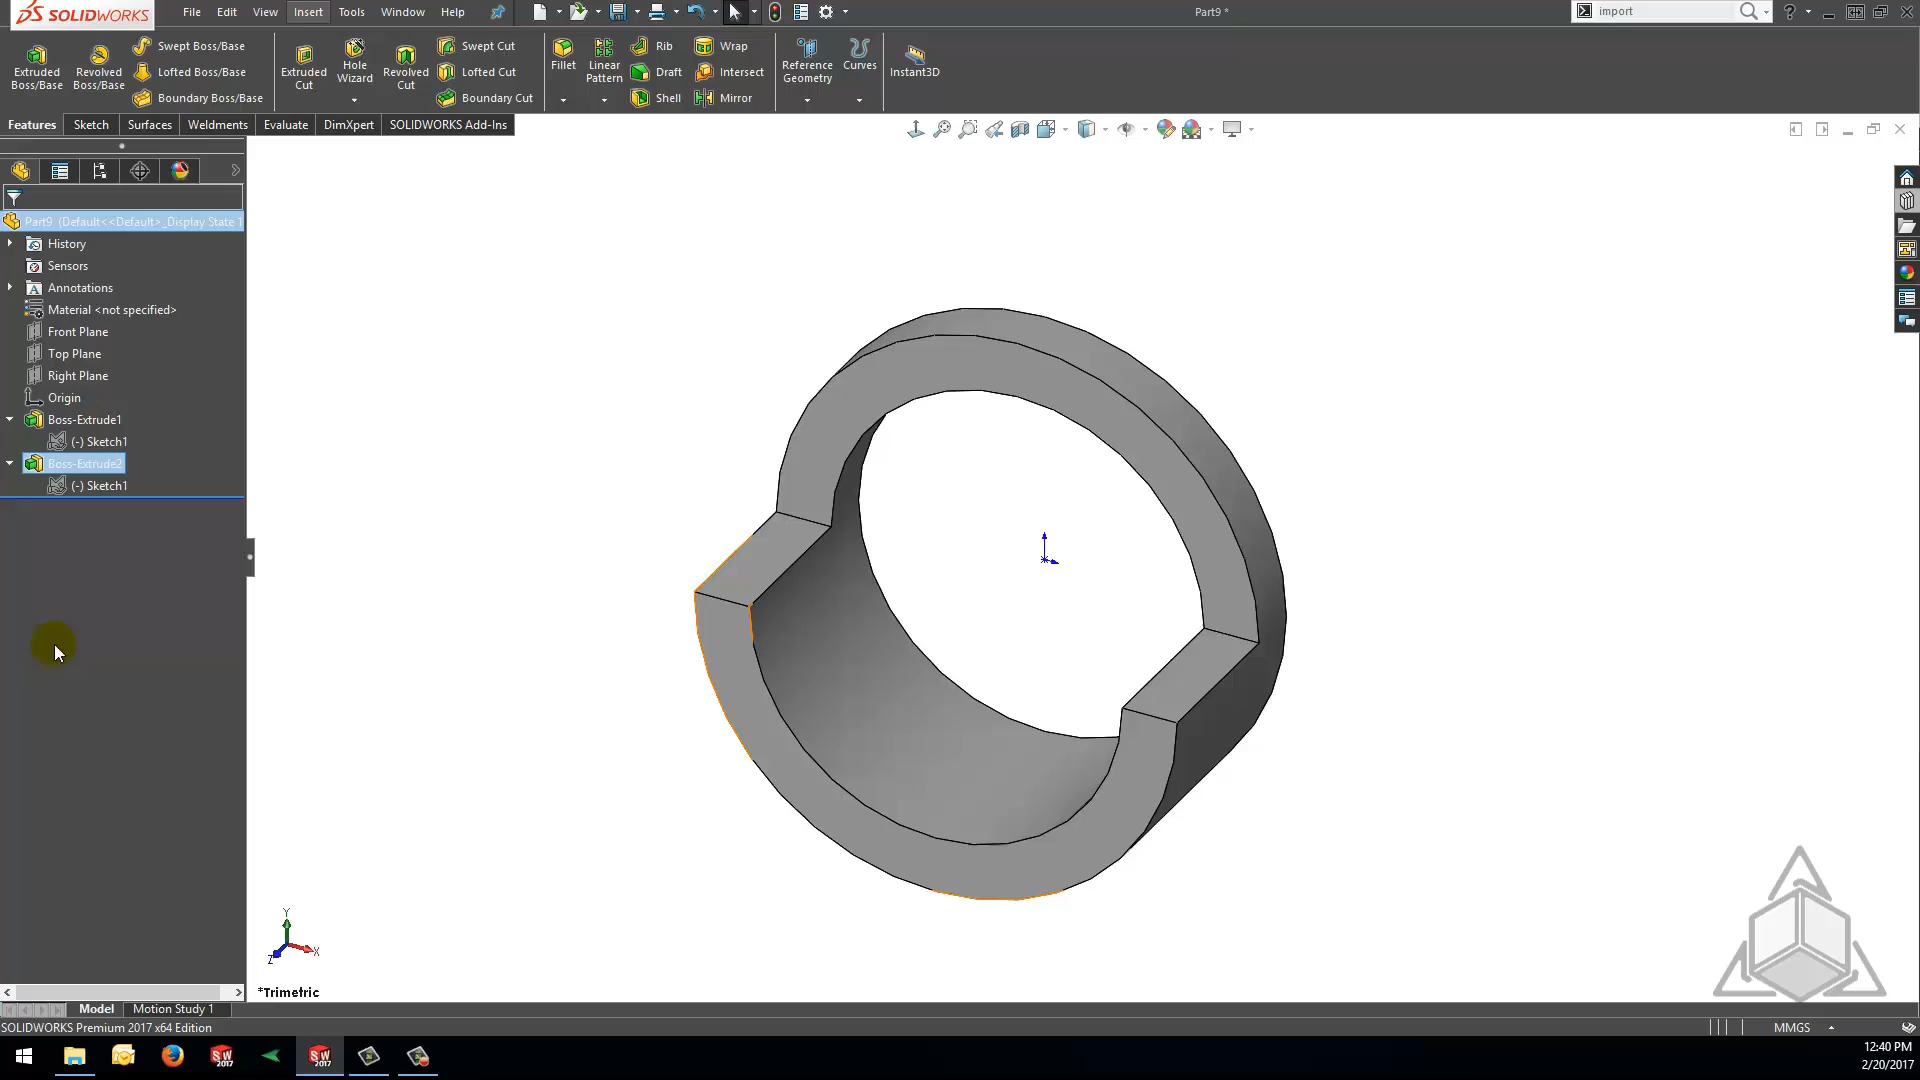 SOLIDWORKS File Edit View Insert Tools Window Help Part9 * import
Extruded Boss/Base
Revolved Boss/Base
Swept Boss/Base
Lofted Boss/Base
Boundary Boss/Base
Extruded Cut
Hole Wizard
Revolved Cut
Swept Cut
Lofted Cut
Boundary Cut
Fillet
Linear Pattern
Rib
Draft
Shell
Wrap
Intersect
Mirror
Reference Geometry
Curves
Instant3D
Features Sketch Surfaces Weldments Evaluate DimXpert SOLIDWORKS Add-Ins
Part9 (Default<<Default>_Display State 1
History
Sensors
Annotations
Material <not specified>
Front Plane
Top Plane
Right Plane
Origin
Boss-Extrude1
(-) Sketch1
Boss-Extrude2
(-) Sketch1
Y
X
Z
*Trimetric
Model Motion Study 1
SOLIDWORKS Premium 2017 x64 Edition MMGS
SW 2017 SW 2017
12:40 PM
2/20/2017